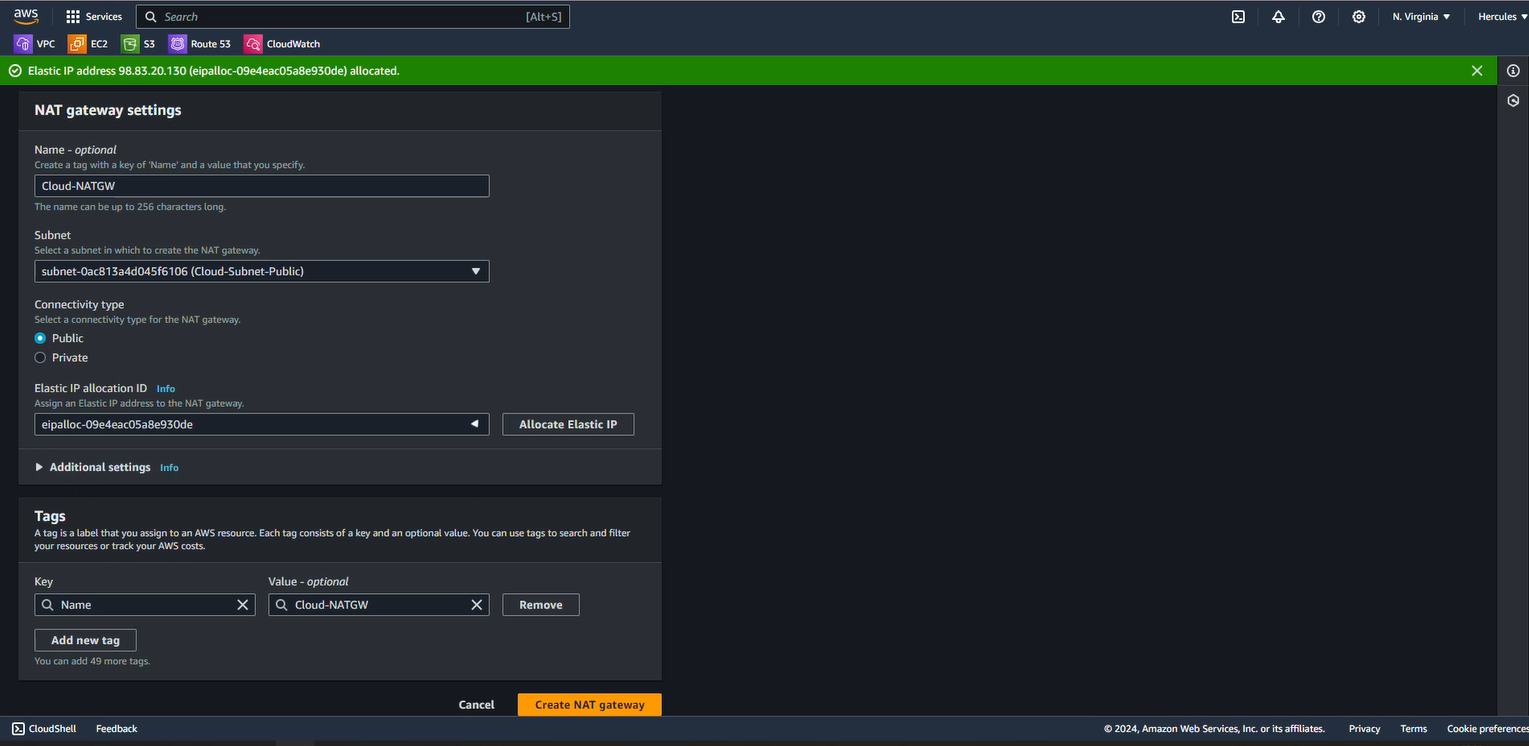 aws
Services
Search [Alt+S]
N. Virginia
Hercules
VPC EC2 S3 Route 53 CloudWatch
Elastic IP address 98.83.20.130 (eipalloc-09e4eac05a8e930de) allocated.
NAT gateway settings
Name - optional
Create a tag with a key of 'Name' and a value that you specify.
Cloud-NATGW
The name can be up to 256 characters long.
Subnet
Select a subnet in which to create the NAT gateway.
subnet-0ac813a4d045f6106 (Cloud-Subnet-Public)
Connectivity type
Select a connectivity type for the NAT gateway.
Public
Private
Elastic IP allocation ID Info
Assign an Elastic IP address to the NAT gateway.
eipalloc-09e4eac05a8e930de
Allocate Elastic IP
Additional settings Info
Tags
A tag is a label that you assign to an AWS resource. Each tag consists of a key and an optional value. You can use tags to search and filter
your resources or track your AWS costs.
Key
Value - optional
Name
Cloud-NATGW
Remove
Add new tag
You can add 49 more tags.
Cancel
Create NAT gateway
CloudShell Feedback
© 2024, Amazon Web Services, Inc. or its affiliates. Privacy Terms Cookie preferences